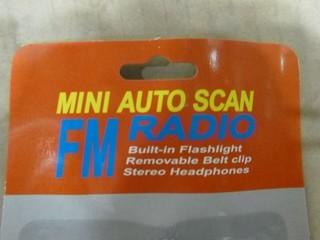 MINI AUTO SCAN
FM RADIO
Built-in Flashlight
Removable Belt clip
Stereo Headphones